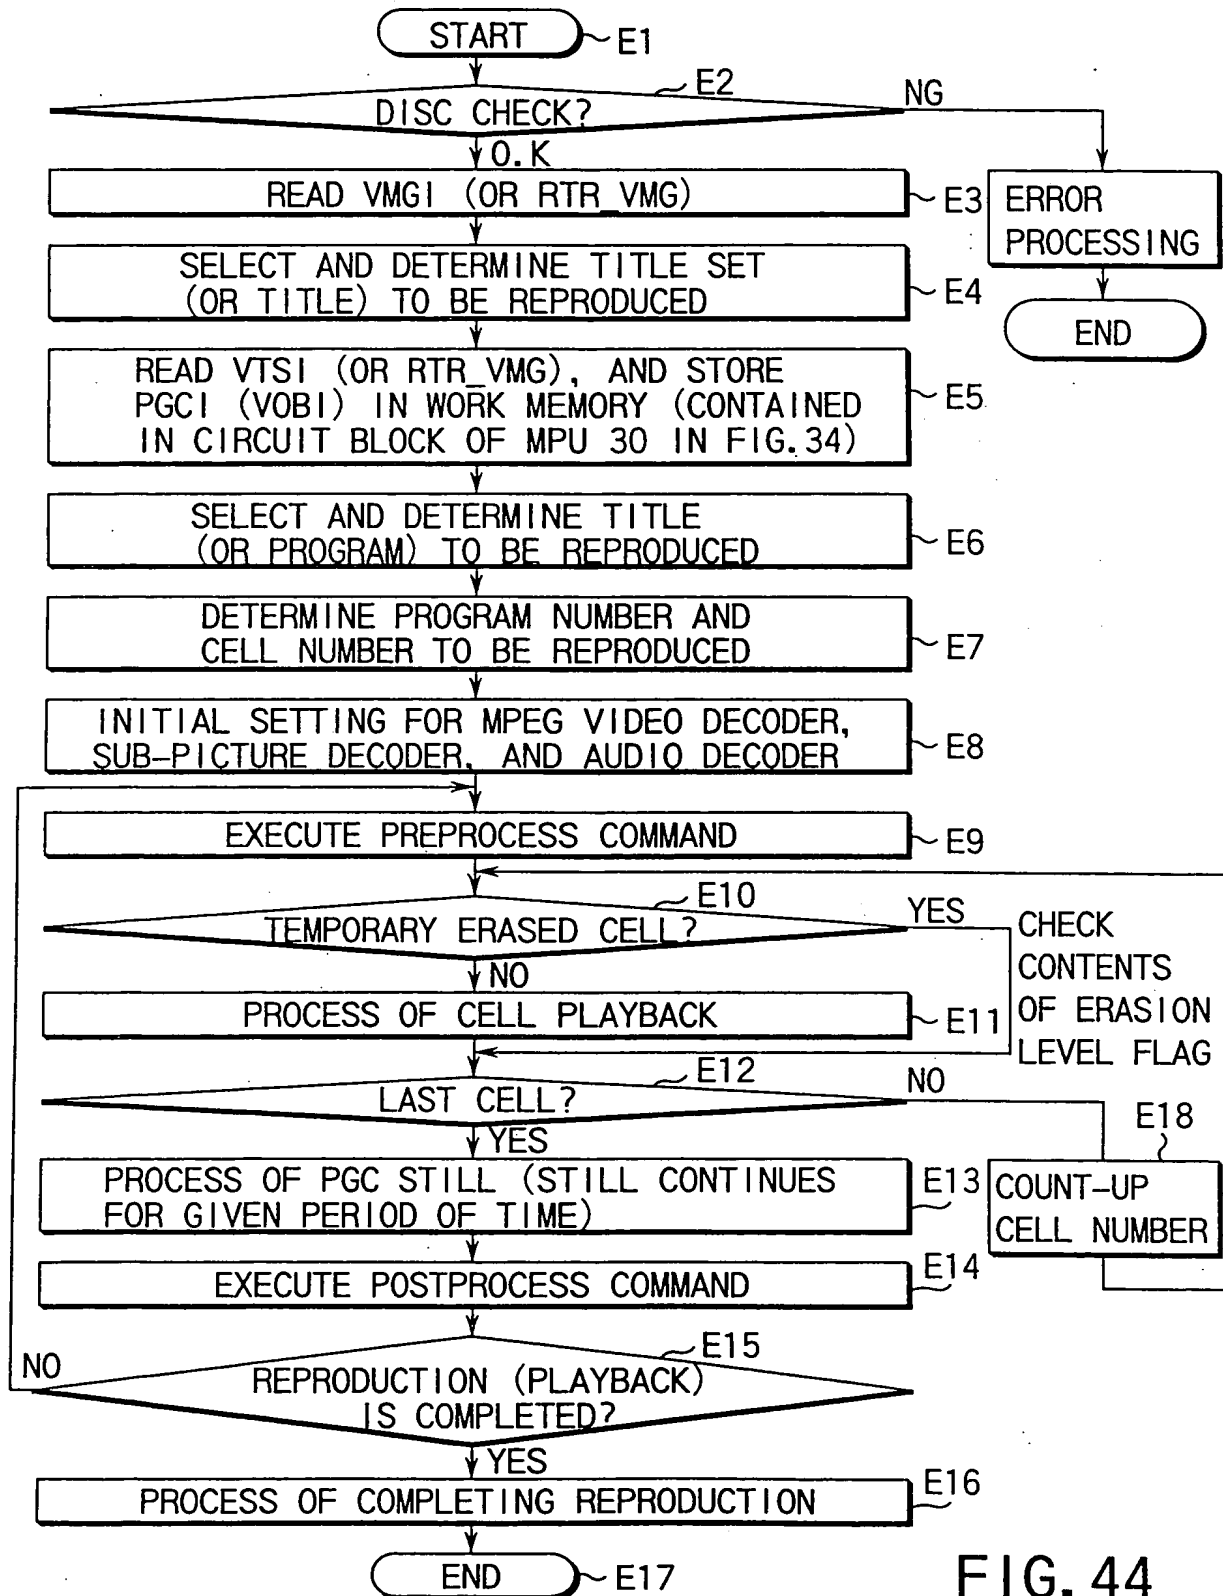 START
E1
E2
DISC CHECK?
NG
O.K
READ VMGI (OR RTR_VMG)
E3
ERROR
PROCESSING
END
SELECT AND DETERMINE TITLE SET
(OR TITLE) TO BE REPRODUCED
E4
READ VTSI (OR RTR_VMG), AND STORE
PGCI (VOBI) IN WORK MEMORY (CONTAINED
IN CIRCUIT BLOCK OF MPU 30 IN FIG.34)
E5
SELECT AND DETERMINE TITLE
(OR PROGRAM) TO BE REPRODUCED
E6
DETERMINE PROGRAM NUMBER AND
CELL NUMBER TO BE REPRODUCED
E7
INITIAL SETTING FOR MPEG VIDEO DECODER,
SUB-PICTURE DECODER, AND AUDIO DECODER
E8
EXECUTE PREPROCESS COMMAND
E9
E10
TEMPORARY ERASED CELL?
YES
CHECK
CONTENTS
OF ERASION
LEVEL FLAG
NO
PROCESS OF CELL PLAYBACK
E11
E12
LAST CELL?
NO
YES
E18
COUNT-UP
CELL NUMBER
PROCESS OF PGC STILL (STILL CONTINUES
FOR GIVEN PERIOD OF TIME)
E13
EXECUTE POSTPROCESS COMMAND
E14
E15
NO
REPRODUCTION (PLAYBACK)
IS COMPLETED?
YES
PROCESS OF COMPLETING REPRODUCTION
E16
END
E17
FIG. 44